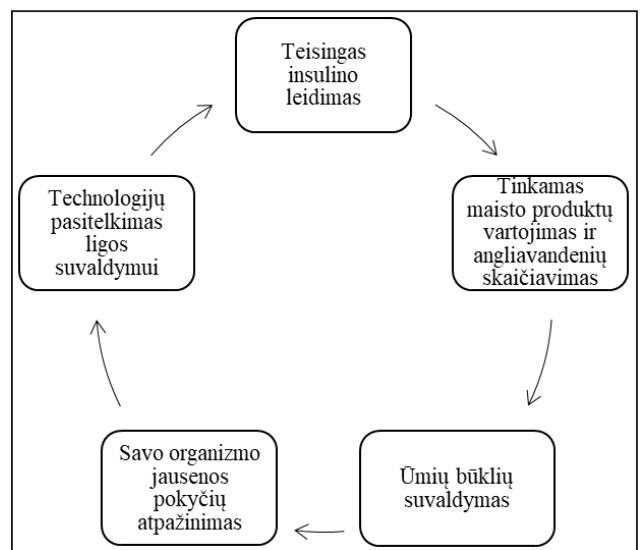 Teisingas
insulino
leidimas
Tinkamas
maisto produktų
vartojimas ir
angliavandenių
skaičiavimas
Ūmių būklių
suvaldymas
Savo organizmo
jausenos
pokyčių
atpažinimas
Technologijų
pasitelkimas
ligos
suvaldymui